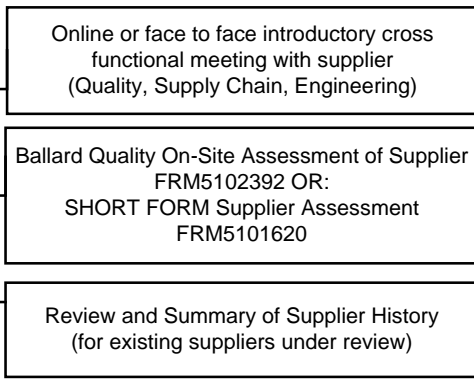 Online or face to face introductory cross
functional meeting with supplier
(Quality, Supply Chain, Engineering)
Ballard Quality On-Site Assessment of Supplier
FRM5102392 OR:
SHORT FORM Supplier Assessment
FRM5101620
Review and Summary of Supplier History
(for existing suppliers under review)